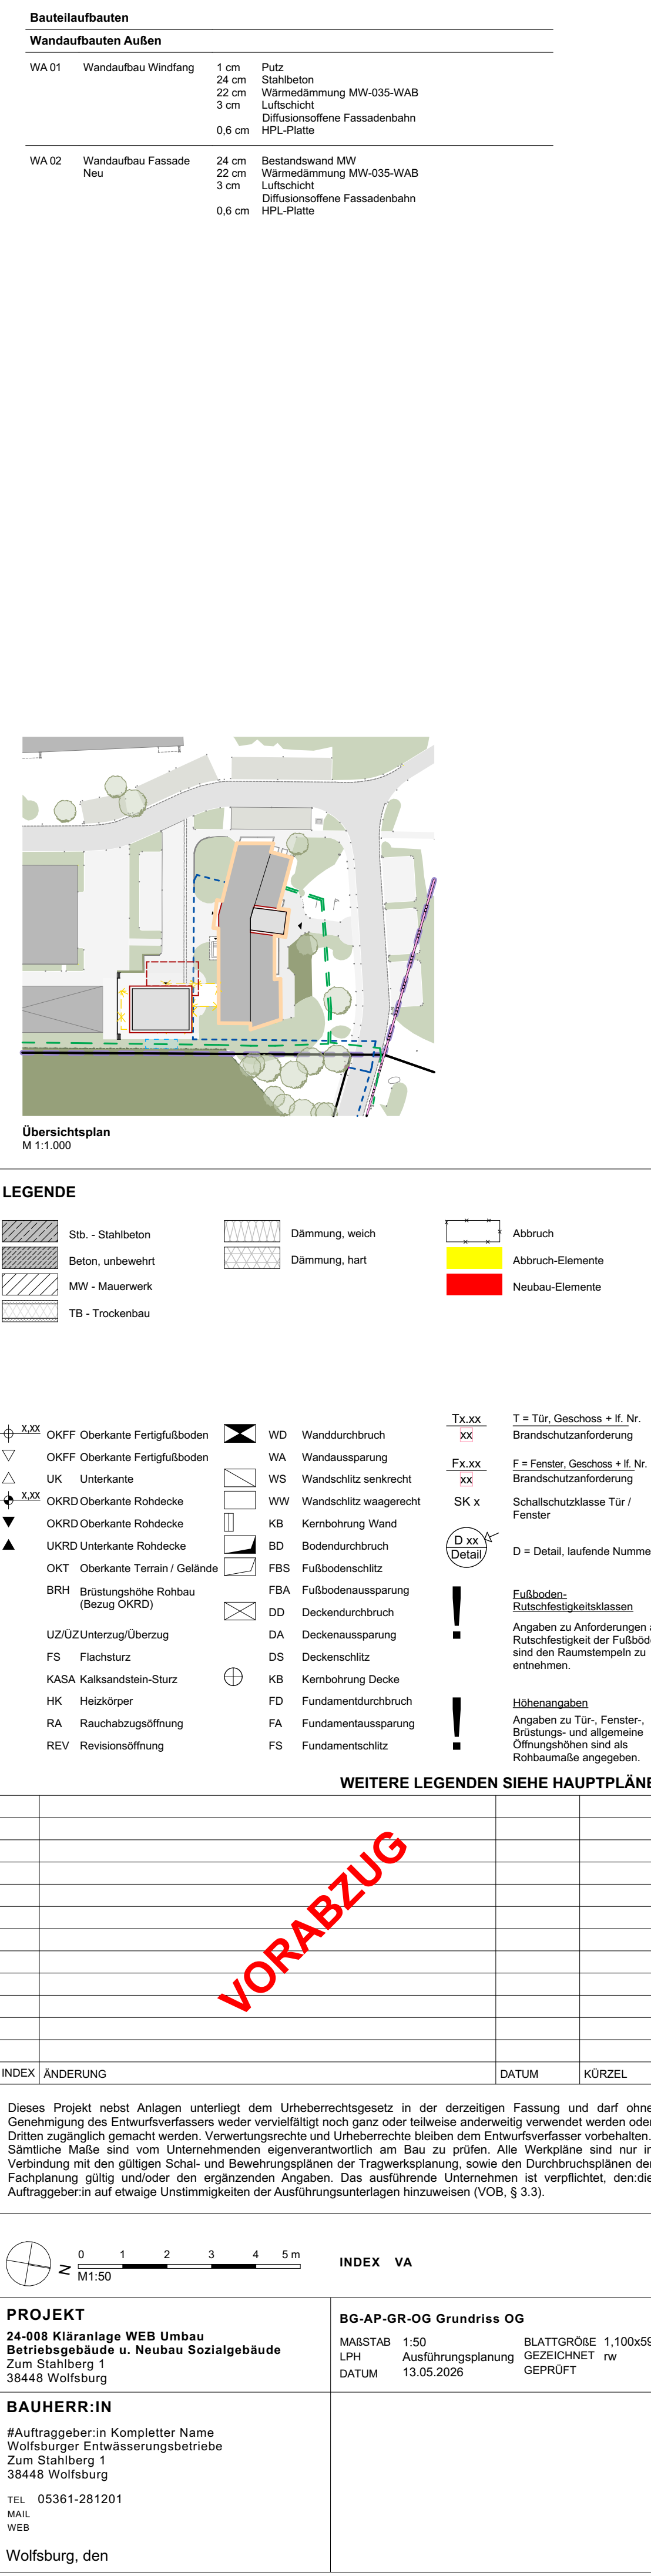 Bauteilaufbauten
Wandaufbauten Außen
WA 01 Wandaufbau Windfang 1 cm Putz
24 cm Stahlbeton
22 cm Wärmedämmung MW-035-WAB
3 cm Luftschicht
Diffusionsoffene Fassadenbahn
0,6 cm HPL-Platte
WA 02 Wandaufbau Fassade 24 cm Bestandswand MW
Neu 22 cm Wärmedämmung MW-035-WAB
3 cm Luftschicht
Diffusionsoffene Fassadenbahn
0,6 cm HPL-Platte
Übersichtsplan
M 1:1.000
LEGENDE
Stb. - Stahlbeton
Beton, unbewehrt
MW - Mauerwerk
TB - Trockenbau
Dämmung, weich
Dämmung, hart
Abbruch
Abbruch-Elemente
Neubau-Elemente
x,xx OKFF Oberkante Fertigfußboden
OKFF Oberkante Fertigfußboden
UK Unterkante
x,xx OKRD Oberkante Rohdecke
OKRD Oberkante Rohdecke
UKRD Unterkante Rohdecke
OKT Oberkante Terrain / Gelände
BRH Brüstungshöhe Rohbau
(Bezug OKRD)
UZ/ÜZ Unterzug/Überzug
FS Flachsturz
KASA Kalksandstein-Sturz
HK Heizkörper
RA Rauchabzugsöffnung
REV Revisionsöffnung
WD Wanddurchbruch
WA Wandaussparung
WS Wandschlitz senkrecht
WW Wandschlitz waagerecht
KB Kernbohrung Wand
BD Bodendurchbruch
FBS Fußbodenschlitz
FBA Fußbodenaussparung
DD Deckendurchbruch
DA Deckenaussparung
DS Deckenschlitz
KB Kernbohrung Decke
FD Fundamentdurchbruch
FA Fundamentaussparung
FS Fundamentschlitz
Tx.xx T = Tür, Geschoss + lf. Nr.
xx Brandschutzanforderung
Fx.xx F = Fenster, Geschoss + lf. Nr.
xx Brandschutzanforderung
SK x Schallschutzklasse Tür /
Fenster
D xx
Detail D = Detail, laufende Numme
! Fußboden-
Rutschfestigkeitsklassen
Angaben zu Anforderungen a
Rutschfestigkeit der Fußböde
sind den Raumstempeln zu
entnehmen.
! Höhenangaben
Angaben zu Tür-, Fenster-,
Brüstungs- und allgemeine
Öffnungshöhen sind als
Rohbaumaße angegeben.
WEITERE LEGENDEN SIEHE HAUPTPLÄNE
VORABZUG
INDEX ÄNDERUNG DATUM KÜRZEL
Dieses Projekt nebst Anlagen unterliegt dem Urheberrechtsgesetz in der derzeitigen Fassung und darf ohne
Genehmigung des Entwurfsverfassers weder vervielfältigt noch ganz oder teilweise anderweitig verwendet werden oder
Dritten zugänglich gemacht werden. Verwertungsrechte und Urheberrechte bleiben dem Entwurfsverfasser vorbehalten.
Sämtliche Maße sind vom Unternehmenden eigenverantwortlich am Bau zu prüfen. Alle Werkpläne sind nur in
Verbindung mit den gültigen Schal- und Bewehrungsplänen der Tragwerksplanung, sowie den Durchbruchsplänen der
Fachplanung gültig und/oder den ergänzenden Angaben. Das ausführende Unternehmen ist verpflichtet, den:die
Auftraggeber:in auf etwaige Unstimmigkeiten der Ausführungsunterlagen hinzuweisen (VOB, § 3.3).
N
0 1 2 3 4 5 m
M1:50
INDEX VA
PROJEKT
24-008 Kläranlage WEB Umbau
Betriebsgebäude u. Neubau Sozialgebäude
Zum Stahlberg 1
38448 Wolfsburg
BG-AP-GR-OG Grundriss OG
MAßSTAB 1:50 BLATTGRÖßE 1,100x59
LPH Ausführungsplanung GEZEICHNET rw
DATUM 13.05.2026 GEPRÜFT
BAUHERR:IN
#Auftraggeber:in Kompletter Name
Wolfsburger Entwässerungsbetriebe
Zum Stahlberg 1
38448 Wolfsburg
TEL 05361-281201
MAIL
WEB
Wolfsburg, den